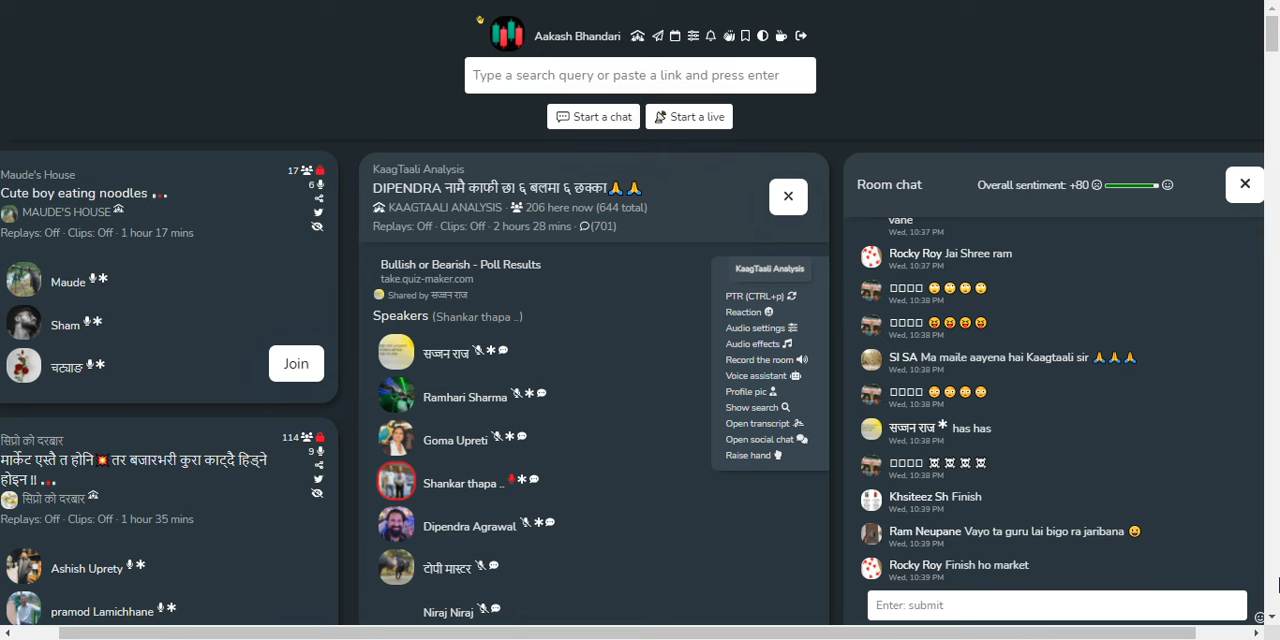 Aakash Bhandari
Type a search query or paste a link and press enter
Start a chat
Start a live
Maude's House
17
Cute boy eating noodles
6
MAUDE'S HOUSE
Replays: Off · Clips: Off · 1 hour 17 mins
Maude
Sham
चट्याङ
Join
सिप्रो को दरबार
114
मार्केट एस्तै त होनि💥 तर बजारभरी कुरा काट्दै हिड्ने
9
होइन !!
सिप्रो को दरबार
Replays: Off · Clips: Off · 1 hour 35 mins
Ashish Uprety
pramod Lamichhane
KaagTaali Analysis
DIPENDRA नामै काफी छा ६ बलमा ६ छक्का🙏🙏
KAAGTAALI ANALYSIS · 206 here now (644 total)
Replays: Off · Clips: Off · 2 hours 28 mins · (701)
Bullish or Bearish - Poll Results
take.quiz-maker.com
Shared by सज्जन राज
Speakers (Shankar thapa ..)
सज्जन राज
Ramhari Sharma
Goma Upreti
Shankar thapa ..
Dipendra Agrawal
टोपी मास्टर
Niraj Niraj
KaagTaali Analysis
PTR (CTRL+p)
Reaction
Audio settings
Audio effects
Record the room
Voice assistant
Profile pic
Show search
Open transcript
Open social chat
Raise hand
Room chat
Overall sentiment: +80
vane
Wed, 10:37 PM
Rocky Roy Jai Shree ram
Wed, 10:37 PM
🙄🙄🙄🙄
Wed, 10:38 PM
😝😝😝😝
Wed, 10:38 PM
SI SA Ma maile aayena hai Kaagtaali sir 🙏🙏🙏
Wed, 10:38 PM
😳😳😳😳
Wed, 10:38 PM
सज्जन राज * has has
Wed, 10:38 PM
☠☠☠☠
Wed, 10:38 PM
Khsiteez Sh Finish
Wed, 10:39 PM
Ram Neupane Vayo ta guru lai bigo ra jaribana 😀
Wed, 10:39 PM
Rocky Roy Finish ho market
Wed, 10:39 PM
Enter: submit